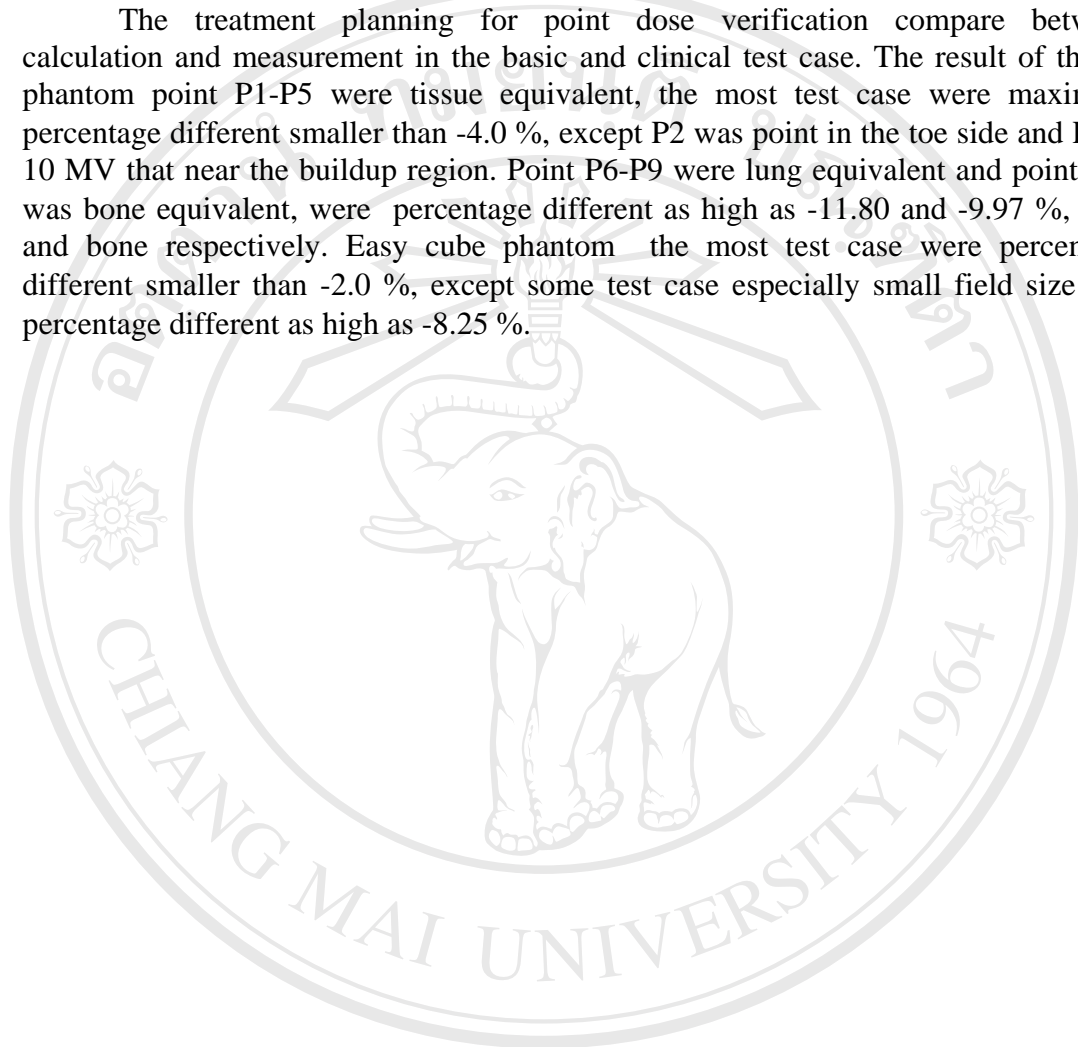 The treatment planning for point dose verification compare
calculation and measurement in the basic and clinical test case. The result of
phantom point P1-P5 were tissue equivalent, the most test case were
percentage different smaller than -4.0 %, except P2 was point in the toe side and
10 MV that near the buildup region. Point P6-P9 were lung equivalent and point
was bone equivalent, were percentage different as high as -11.80 and -9.97 %,
and bone respectively. Easy cube phantom the most test case were
different smaller than -2.0 %, except some test case especially small field size
percentage different as high as -8.25 %.
CHIANG MAI UNIVERSITY 1964